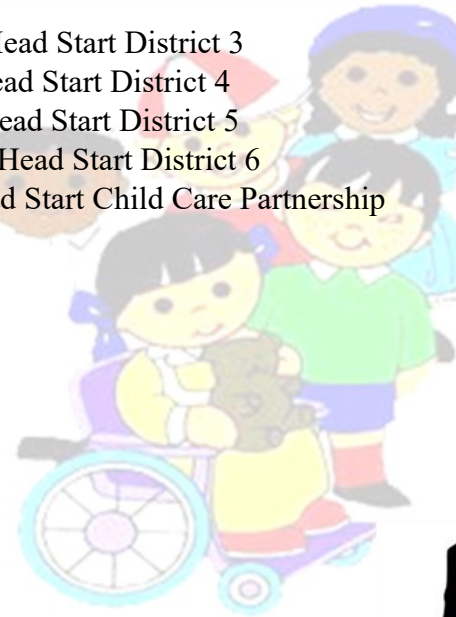 Head Start District 3
ead Start District 4
ead Start District 5
Head Start District 6
d Start Child Care Partnership